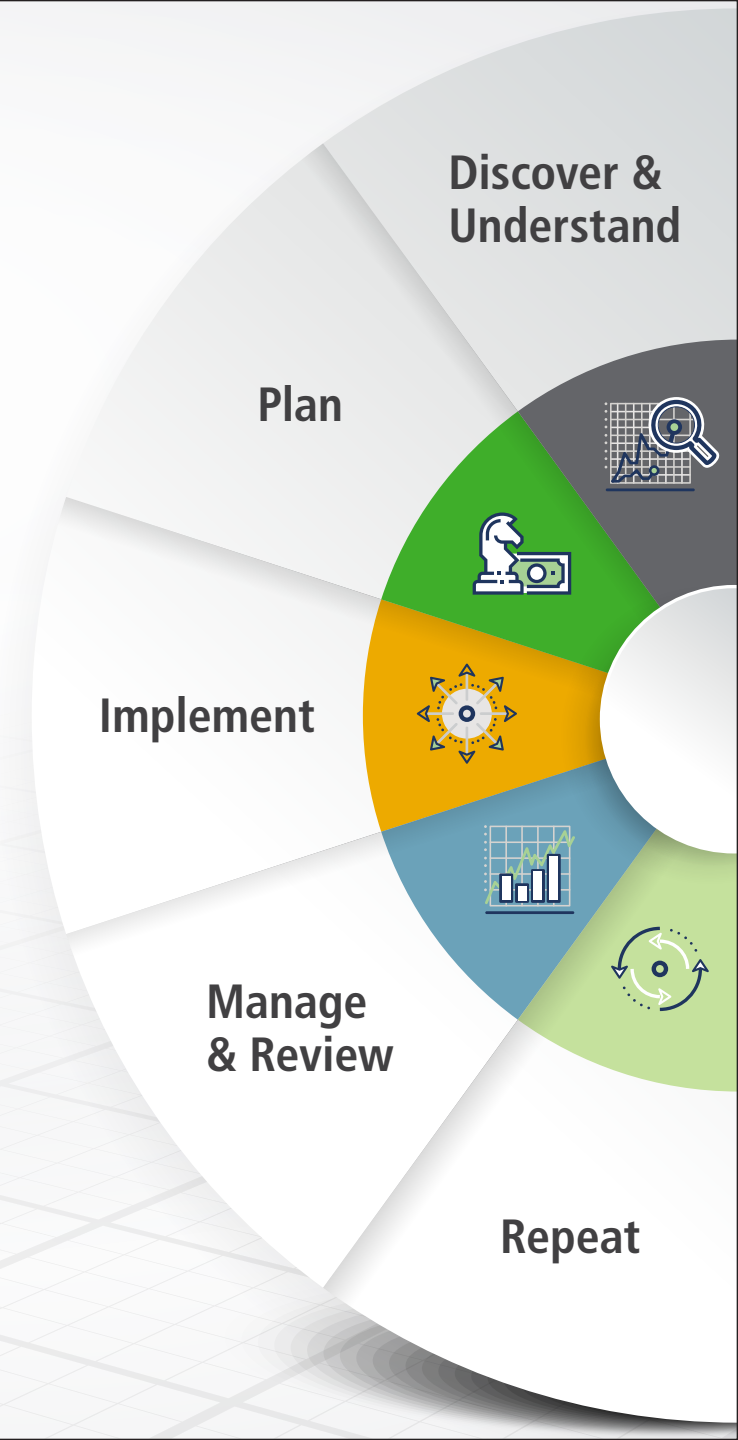 Discover &
Understand
Plan
Implement
Manage
& Review
Repeat